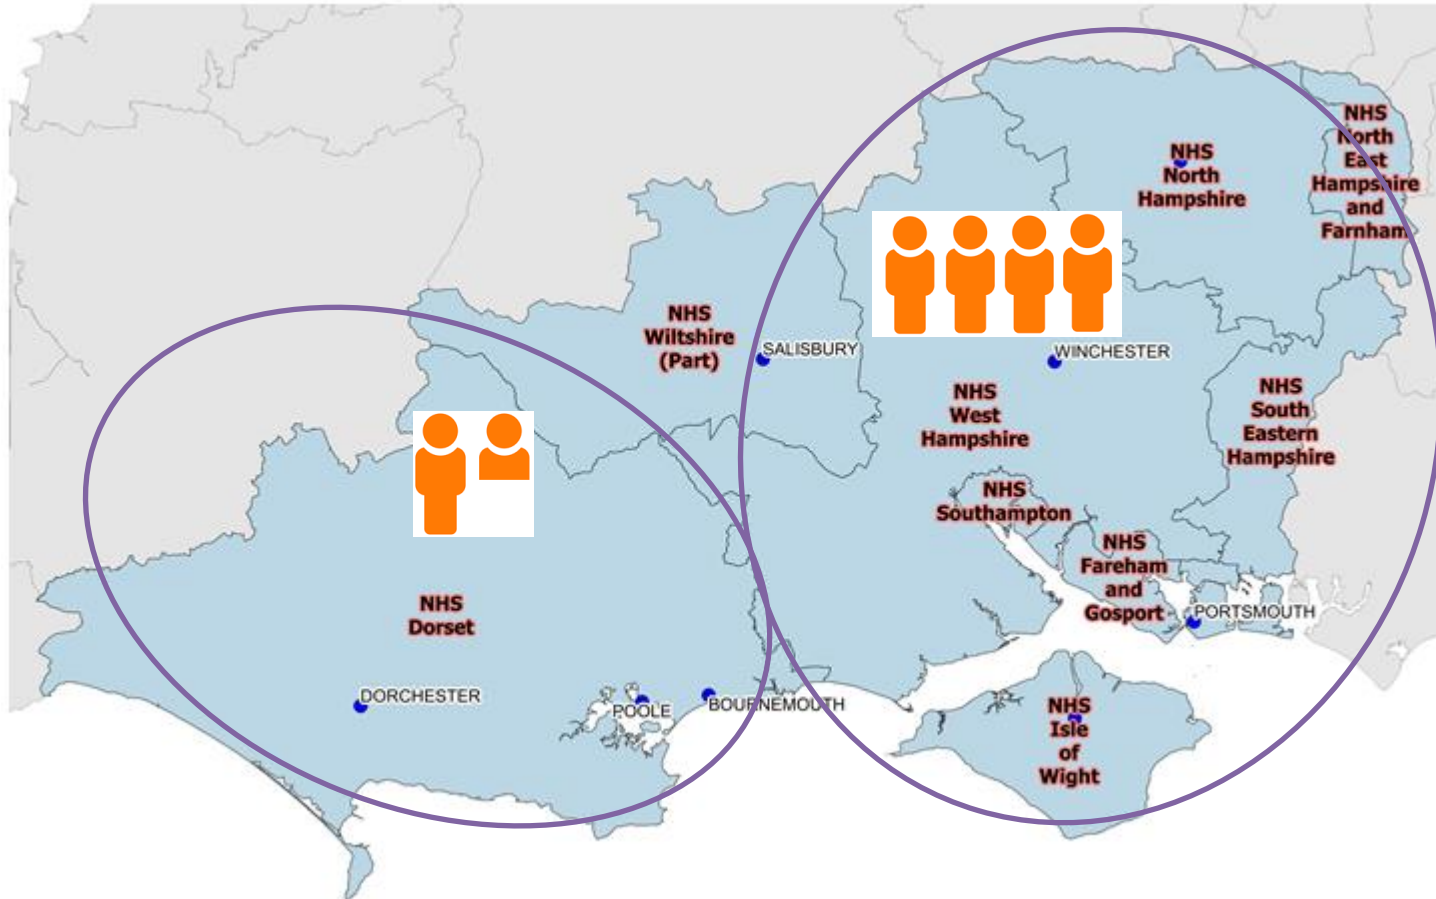 NHS
North
East
Hampshire
and
Farnham
NHS
North
Hampshire
NHS
Wiltshire
(Part)
SALISBURY
WINCHESTER
NHS
West
Hampshire
NHS
South
Eastern
Hampshire
NHS
Southampton
NHS
Fareham
and
Gosport
PORTSMOUTH
NHS
Dorset
DORCHESTER
POOLE
BOURNEMOUTH
NHS
Isle
of
Wight